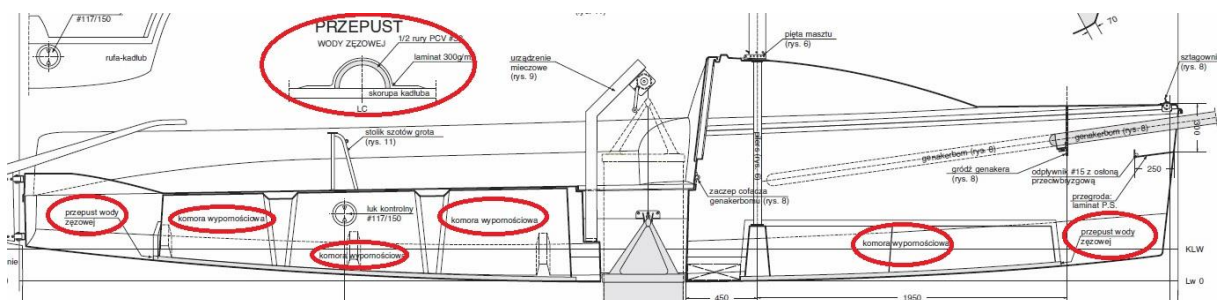 #117/150
rufa-kadłub
PRZEPUST
WODY ZĘZOWEJ
1/2 rury PCV
laminat 300g/m
skorupa kadłuba
LC
urządzenie
mieczowe
(rys. 9)
pięta masztu
(rys. 6)
70
sztagownik
(rys. 8)
stolik szotów grota
(rys. 11)
genakerbom (rys. 8)
genakerbom (rys. 8)
300
gródź genakera
(rys. 8)
odpływnik #15 z osłoną
przeciwbryzgową
250
przegroda:
laminat P.S.
zaczep cofacza
genakerbomu (rys. 8)
przepust wody
zęzowej
komora wypornościowa
luk kontrolny
#117/150
komora wypornościowa
komora wypornościowa
komora wypornościowa
przepust wody
zęzowej
KLW
Lw 0
450
1950